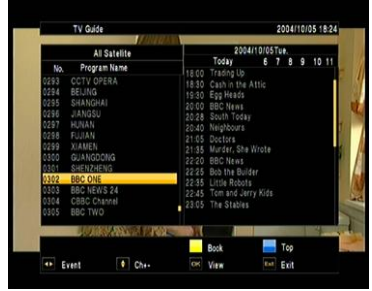 TV Guide 2004/10/05 18:24
All Satellite
No. Program Name
0293 CCTV OPERA
0294 BEIJING
0295 SHANGHAI
0296 JIANGSU
0297 HUNAN
0298 FUJIAN
0299 XIAMEN
0300 GUANGDONG
0301 SHENZHENG
0302 BBC ONE
0303 BBC NEWS 24
0304 CBBC Channel
0305 BBC TWO
2004/10/05Tue.
Today 6 7 8 9 10 11
18:00 Trading Up
18:30 Cash in the Attic
19:30 Egg Heads
20:00 BBC News
20:28 South Today
20:40 Neighbours
21:05 Doctors
21:35 Murder, She Wrote
22:20 BBC News
22:25 Bob the Builder
22:35 Little Robots
22:45 Tom and Jerry Kids
23:05 The Stables
Book Top
Event Ch+- OK View Exit Exit